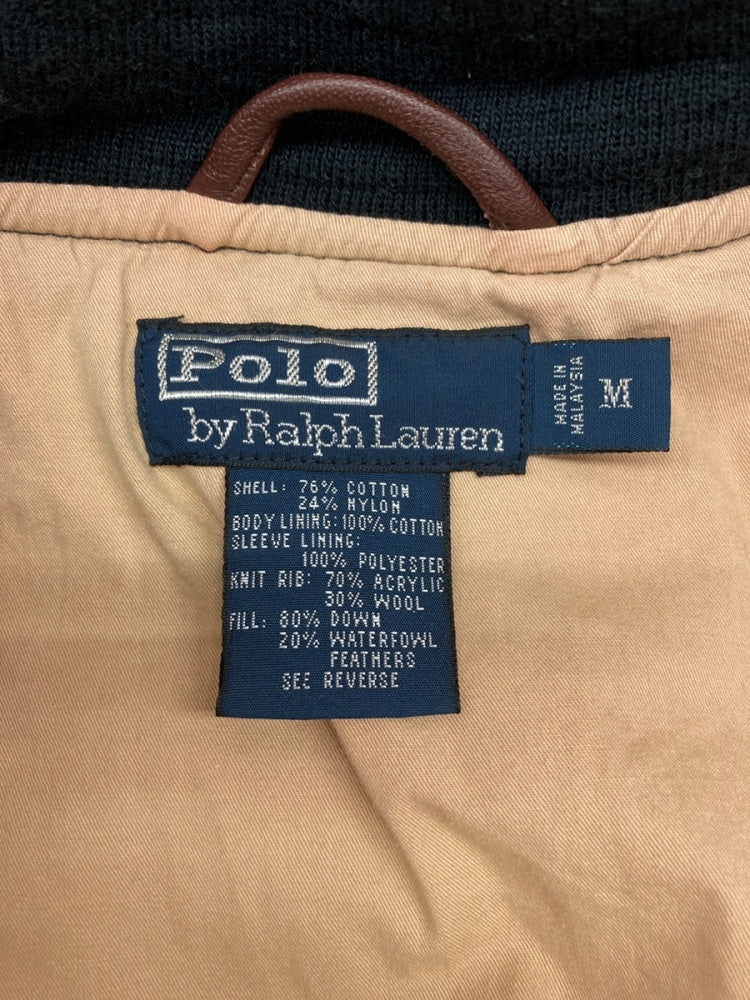 Polo
by Ralph Lauren
MADE IN
MALAYSIA
M
SHELL: 76% COTTON
24% NYLON
BODY LINING: 100% COTTON
SLEEVE LINING:
100% POLYESTER
KNIT RIB: 70% ACRYLIC
30% WOOL
FILL: 80% DOWN
20% WATERFOWL
FEATHERS
SEE REVERSE